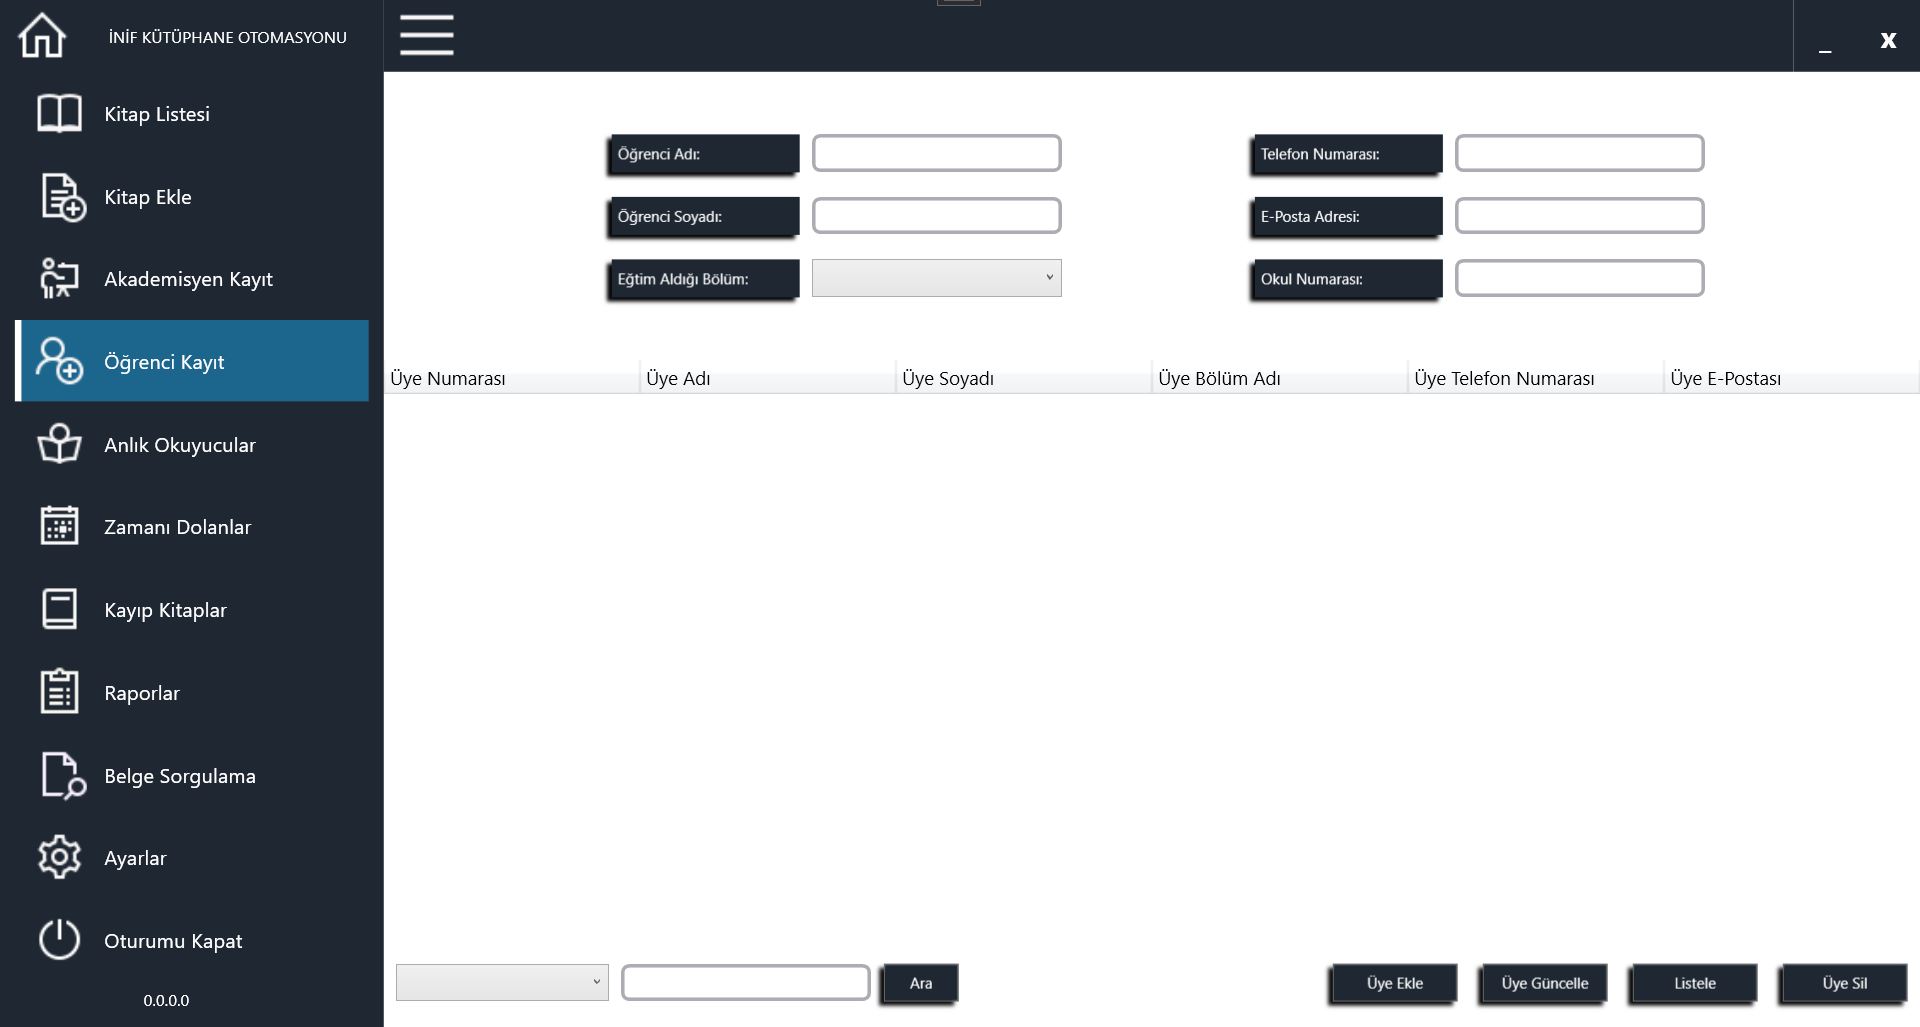 İNİF KÜTÜPHANE OTOMASYONU
_ X
Kitap Listesi
Kitap Ekle
Akademisyen Kayıt
Öğrenci Kayıt
Anlık Okuyucular
Zamanı Dolanlar
Kayıp Kitaplar
Raporlar
Belge Sorgulama
Ayarlar
Oturumu Kapat
0.0.0.0
Öğrenci Adı:
Öğrenci Soyadı:
Eğtim Aldığı Bölüm:
Telefon Numarası:
E-Posta Adresi:
Okul Numarası:
Üye Numarası Üye Adı Üye Soyadı Üye Bölüm Adı Üye Telefon Numarası Üye E-Postası
Ara Üye Ekle Üye Güncelle Listele Üye Sil